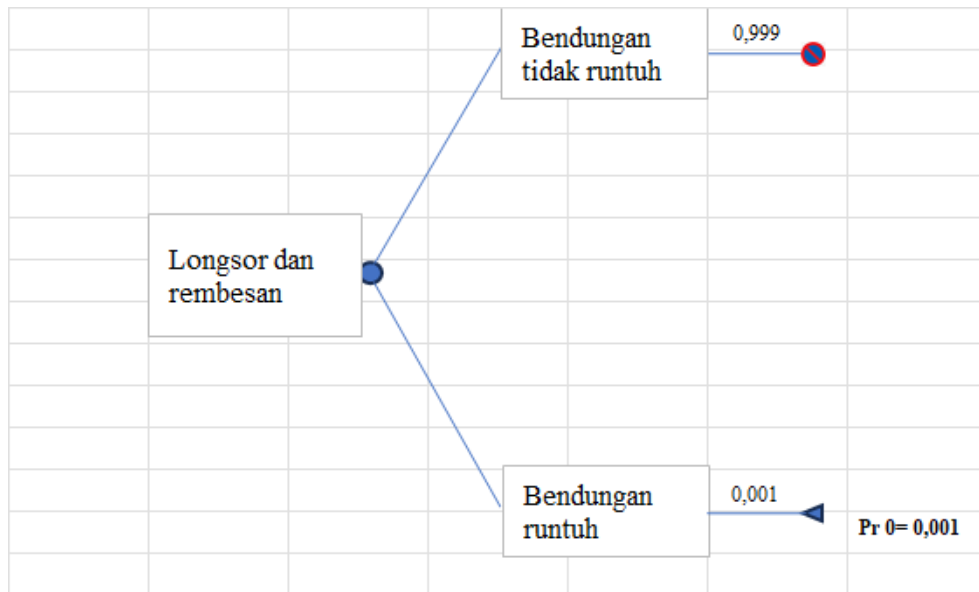 Bendungan
tidak runtuh
0,999
Longsor dan
rembesan
Bendungan
runtuh
0,001
Pr 0= 0,001